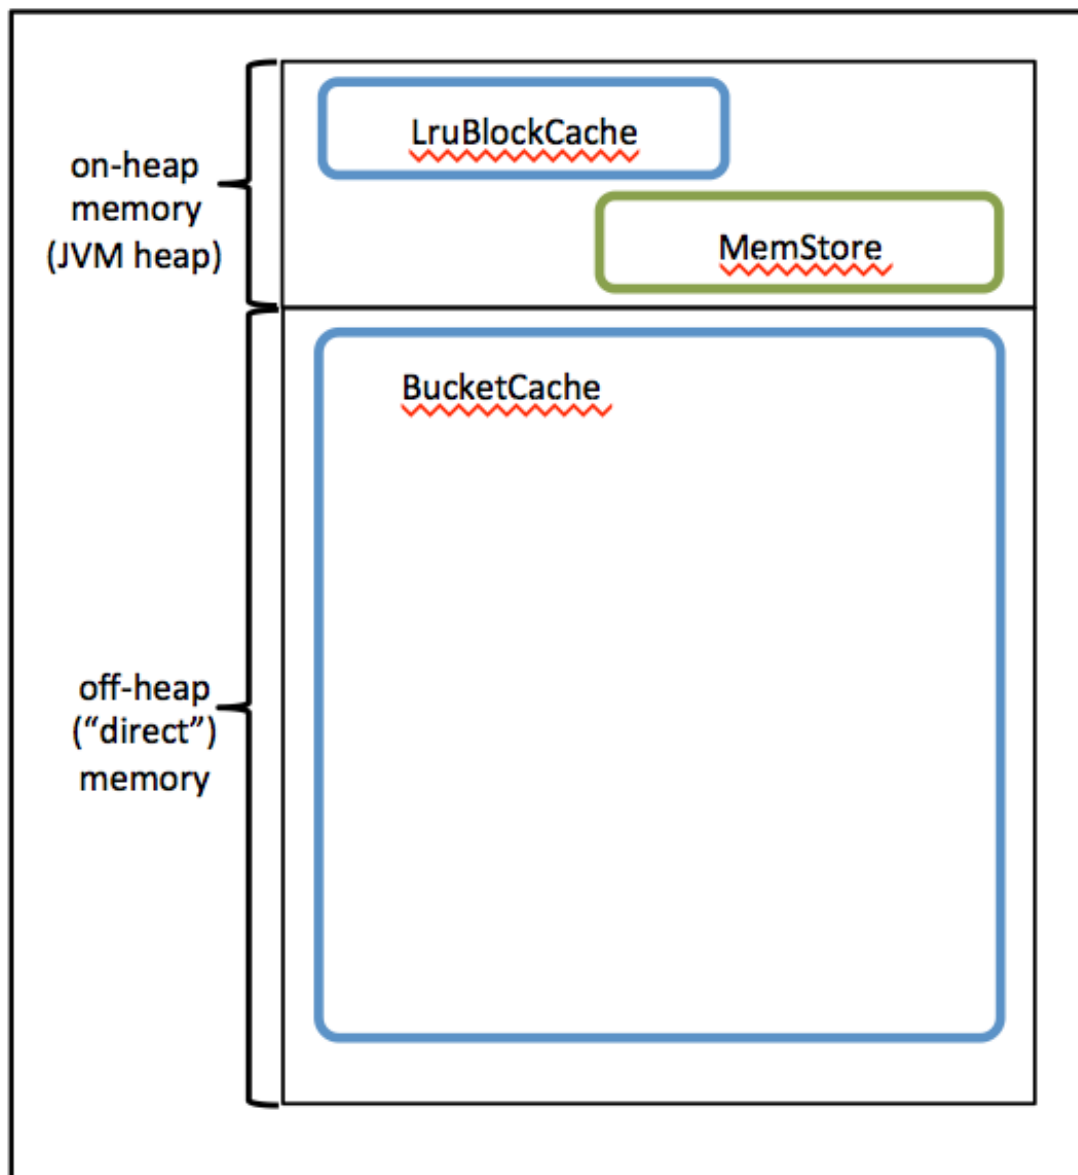 LruBlockCache
on-heap
memory
(JVM heap)
MemStore
BucketCache
off-heap
(“direct”)
memory